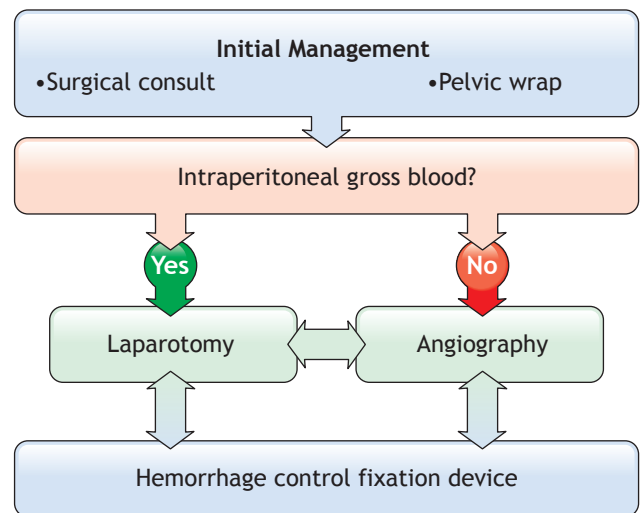 Initial Management
•Surgical consult •Pelvic wrap
Intraperitoneal gross blood?
Yes No
Laparotomy Angiography
Hemorrhage control fixation device